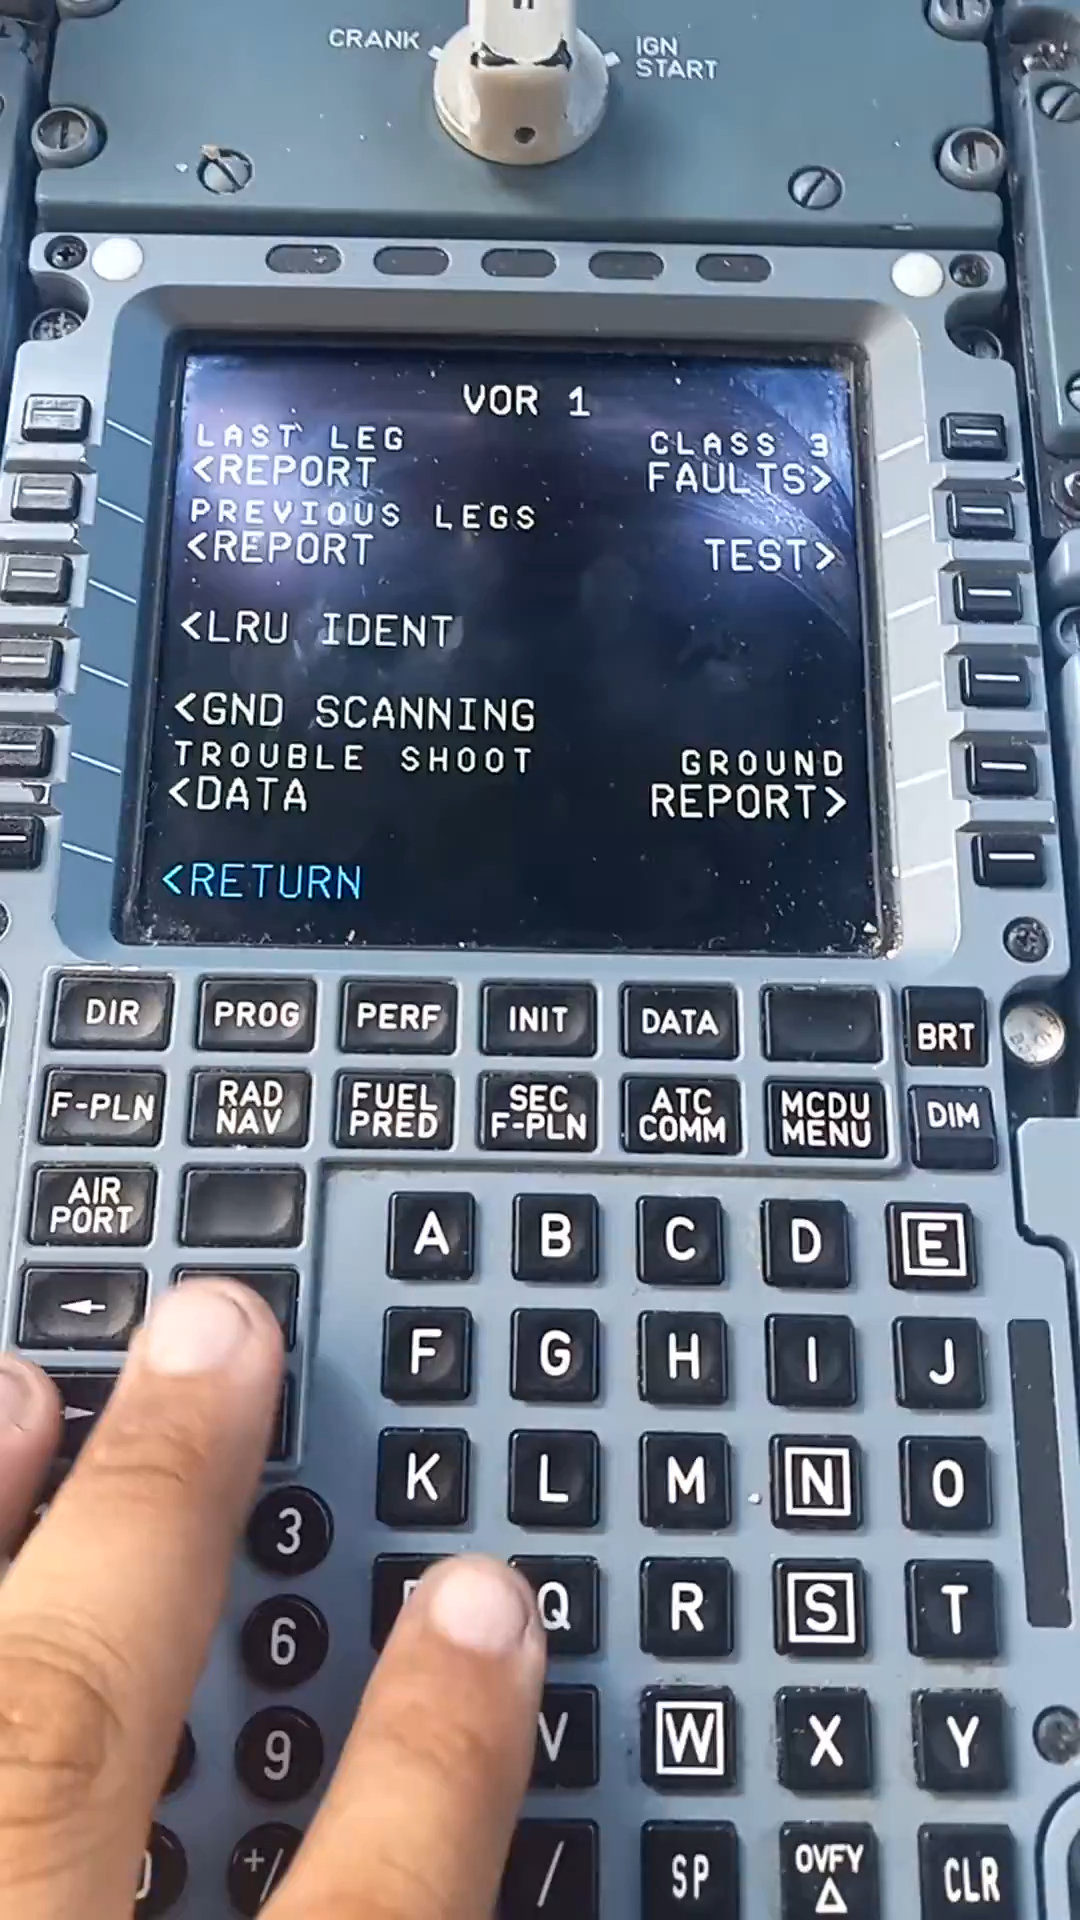 CRANK
IGN
START
VOR 1
LAST LEG
CLASS 3
<REPORT
FAULTS>
PREVIOUS LEGS
<REPORT
TEST>
<LRU IDENT
<GND SCANNING
TROUBLE SHOOT
GROUND
<DATA
REPORT>
<RETURN
DIR
PROG
PERF
INIT
DATA
BRT
F-PLN
RAD
NAV
FUEL
PRED
SEC
F-PLN
ATC
COMM
MCDU
MENU
DIM
AIR
PORT
A
B
C
D
E
F
G
H
I
J
K
L
M
N
O
3
Q
R
S
T
6
V
W
X
Y
9
/
SP
OVFY
Δ
CLR
+/